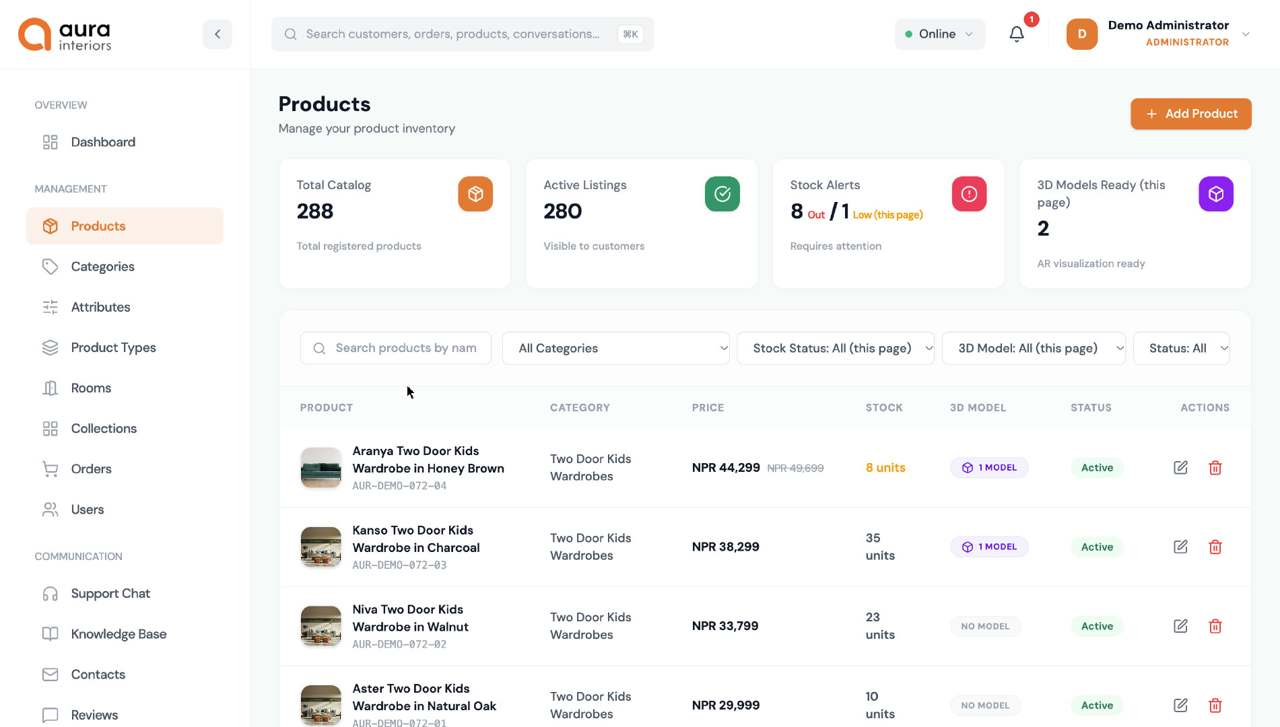 aura
interiors
Search customers, orders, products, conversations...
⌘K
Online
1
D
Demo Administrator
ADMINISTRATOR
OVERVIEW
Dashboard
MANAGEMENT
Products
Categories
Attributes
Product Types
Rooms
Collections
Orders
Users
COMMUNICATION
Support Chat
Knowledge Base
Contacts
Reviews
Products
Manage your product inventory
Add Product
Total Catalog
288
Total registered products
Active Listings
280
Visible to customers
Stock Alerts
8 Out / 1 Low (this page)
Requires attention
3D Models Ready (this
page)
2
AR visualization ready
Search products by nam
All Categories
Stock Status: All (this page)
3D Model: All (this page)
Status: All
PRODUCT CATEGORY PRICE STOCK 3D MODEL STATUS ACTIONS
Aranya Two Door Kids
Wardrobe in Honey Brown
AUR-DEMO-072-04
Two Door Kids
Wardrobes
NPR 44,299 NPR 49,699
8 units
1 MODEL
Active
Kanso Two Door Kids
Wardrobe in Charcoal
AUR-DEMO-072-03
Two Door Kids
Wardrobes
NPR 38,299
35
units
1 MODEL
Active
Niva Two Door Kids
Wardrobe in Walnut
AUR-DEMO-072-02
Two Door Kids
Wardrobes
NPR 33,799
23
units
NO MODEL
Active
Aster Two Door Kids
Wardrobe in Natural Oak
AUR-DEMO-072-01
Two Door Kids
Wardrobes
NPR 29,999
10
units
NO MODEL
Active